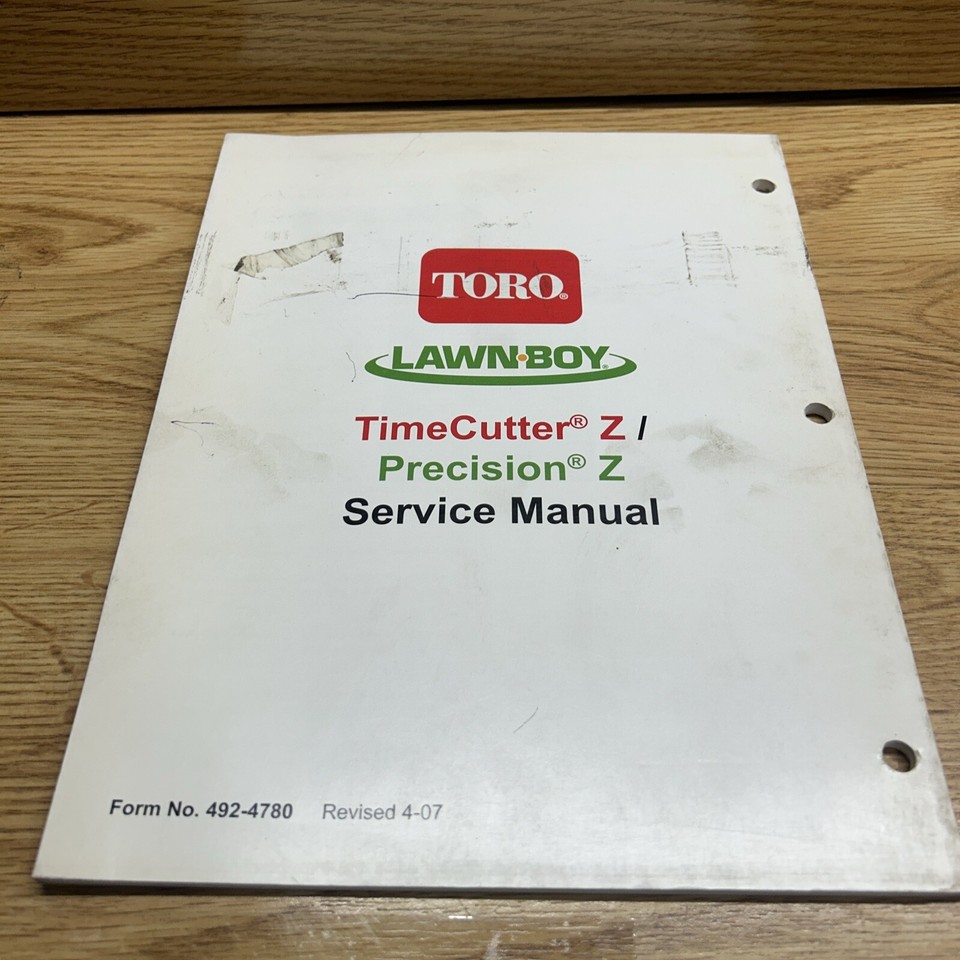 TORO®
LAWN-BOY®
TimeCutter® Z /
Precision® Z
Service Manual
Form No. 492-4780 Revised 4-07